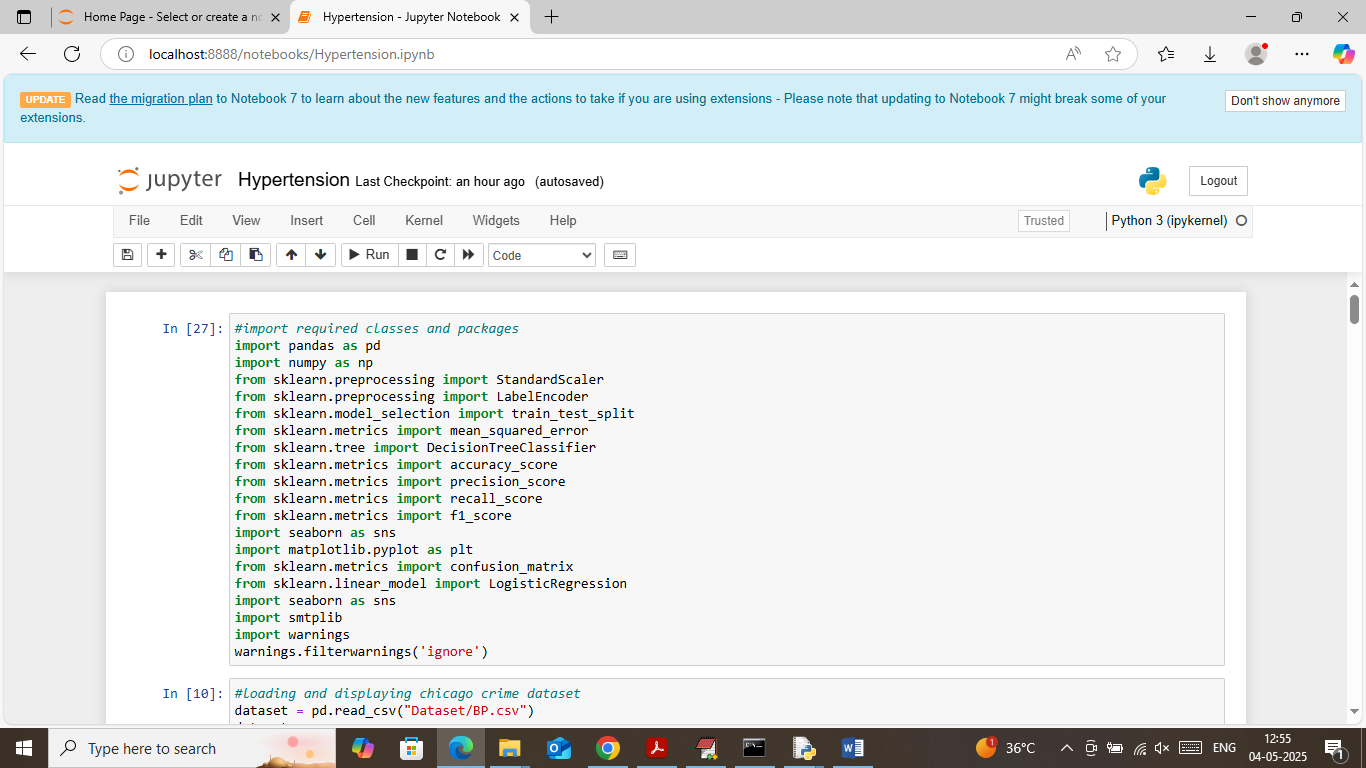 Home Page - Select or create a no
Hypertension - Jupyter Notebook
localhost:8888/notebooks/Hypertension.ipynb
UPDATE Read the migration plan to Notebook 7 to learn about the new features and the actions to take if you are using extensions - Please note that updating to Notebook 7 might break some of your
extensions.
Don't show anymore
jupyter Hypertension Last Checkpoint: an hour ago (autosaved)
Logout
File Edit View Insert Cell Kernel Widgets Help
Trusted
Python 3 (ipykernel)
Run
Code
In [27]: #import required classes and packages
import pandas as pd
import numpy as np
from sklearn.preprocessing import StandardScaler
from sklearn.preprocessing import LabelEncoder
from sklearn.model_selection import train_test_split
from sklearn.metrics import mean_squared_error
from sklearn.tree import DecisionTreeClassifier
from sklearn.metrics import accuracy_score
from sklearn.metrics import precision_score
from sklearn.metrics import recall_score
from sklearn.metrics import f1_score
import seaborn as sns
import matplotlib.pyplot as plt
from sklearn.metrics import confusion_matrix
from sklearn.linear_model import LogisticRegression
import seaborn as sns
import smtplib
import warnings
warnings.filterwarnings('ignore')
In [10]: #loading and displaying chicago crime dataset
dataset = pd.read_csv("Dataset/BP.csv")
Type here to search
1
36°C
ENG
12:55
04-05-2025
1